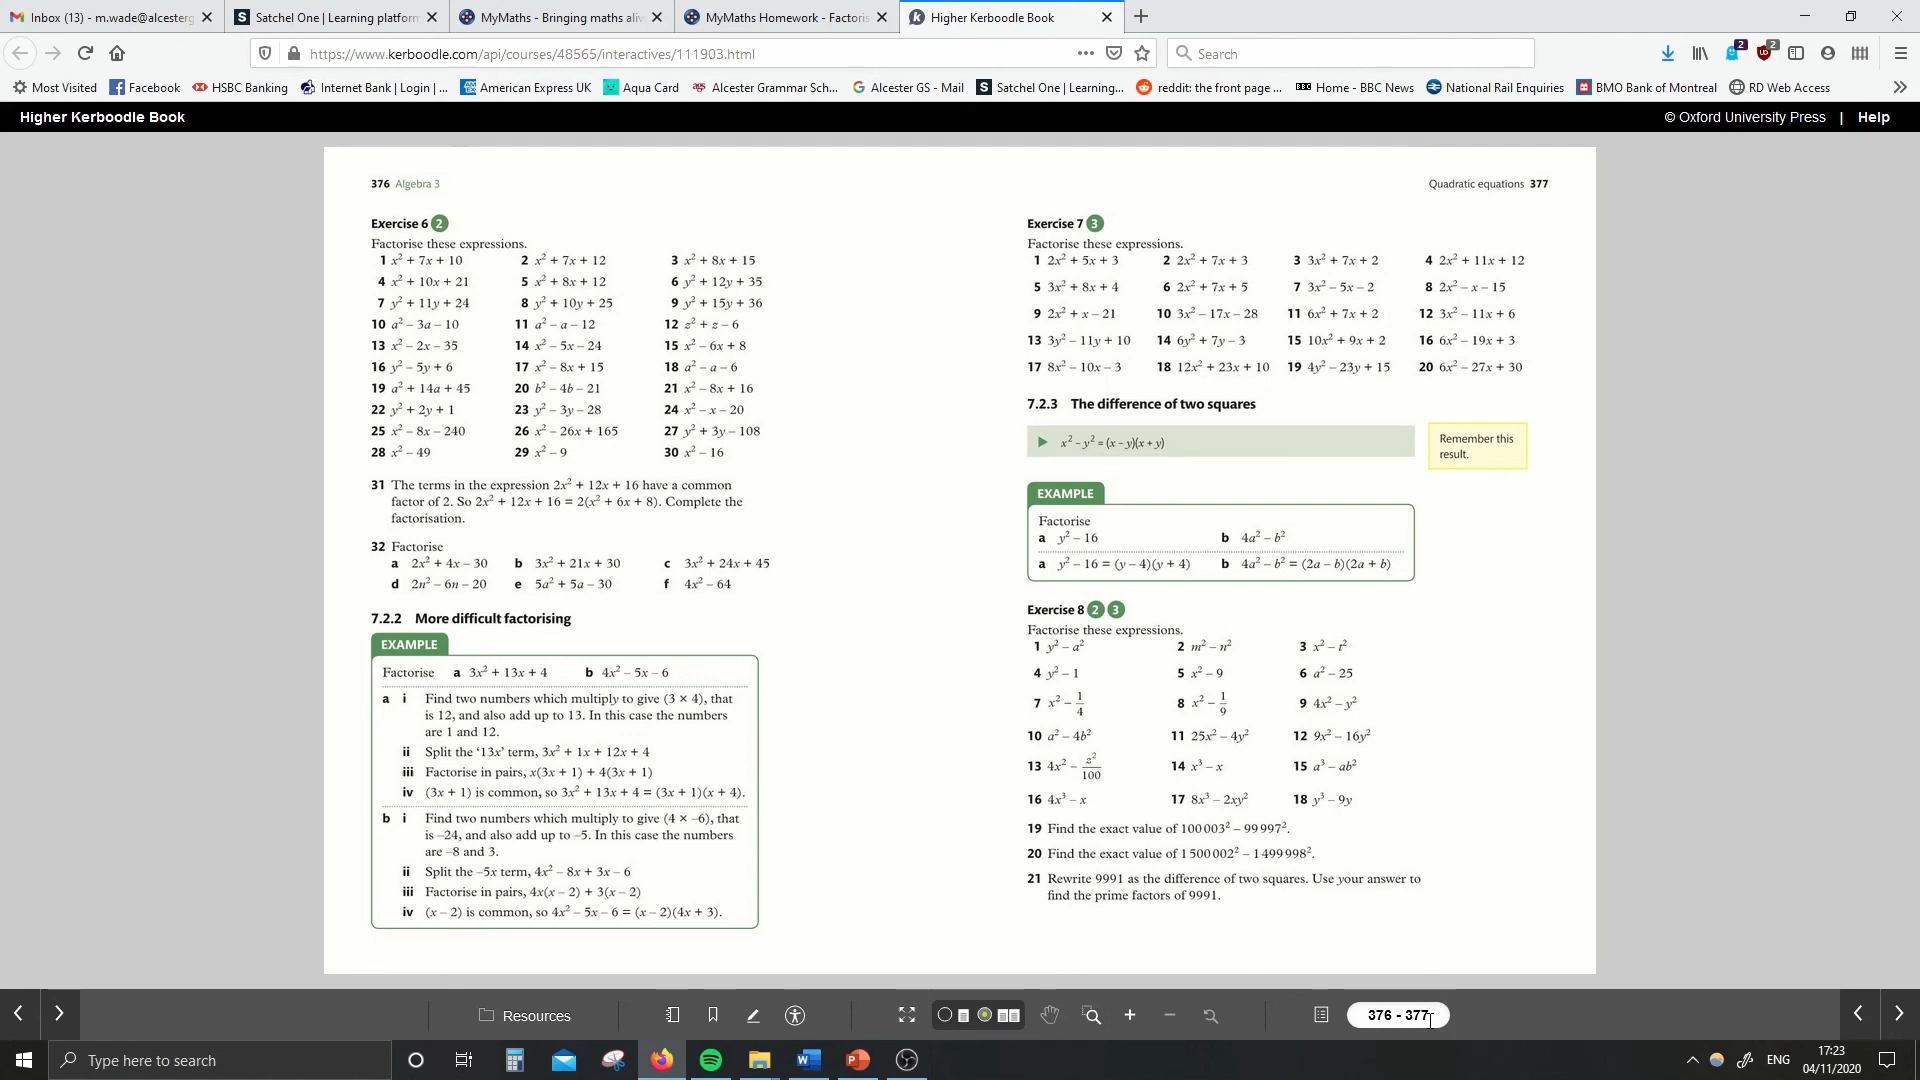 Inbox (13) - m.wade@alcesterg
Satchel One | Learning platform
MyMaths - Bringing maths aliv
MyMaths Homework - Factoris
Higher Kerboodle Book
https://www.kerboodle.com/api/courses/48565/interactives/111903.html
Search
2
2
Most Visited Facebook HSBC Banking Internet Bank | Login | ... American Express UK Aqua Card Alcester Grammar Sch... Alcester GS - Mail Satchel One | Learning... reddit: the front page ... Home - BBC News National Rail Enquiries BMO Bank of Montreal RD Web Access
Higher Kerboodle Book
© Oxford University Press | Help
376 Algebra 3
Exercise 6 2
Factorise these expressions.
1 x² + 7x + 10 2 x² + 7x + 12 3 x² + 8x + 15
4 x² + 10x + 21 5 x² + 8x + 12 6 y² + 12y + 35
7 y² + 11y + 24 8 y² + 10y + 25 9 y² + 15y + 36
10 a² – 3a – 10 11 a² – a – 12 12 z² + z – 6
13 x² – 2x – 35 14 x² – 5x – 24 15 x² – 6x + 8
16 y² – 5y + 6 17 x² – 8x + 15 18 a² – a – 6
19 a² + 14a + 45 20 b² – 4b – 21 21 x² – 8x + 16
22 y² + 2y + 1 23 y² – 3y – 28 24 x² – x – 20
25 x² – 8x – 240 26 x² – 26x + 165 27 y² + 3y – 108
28 x² – 49 29 x² – 9 30 x² – 16
31 The terms in the expression 2x² + 12x + 16 have a common
factor of 2. So 2x² + 12x + 16 = 2(x² + 6x + 8). Complete the
factorisation.
32 Factorise
a 2x² + 4x – 30 b 3x² + 21x + 30 c 3x² + 24x + 45
d 2n² – 6n – 20 e 5a² + 5a – 30 f 4x² – 64
7.2.2 More difficult factorising
EXAMPLE
Factorise a 3x² + 13x + 4 b 4x² – 5x – 6
a i Find two numbers which multiply to give (3 × 4), that
is 12, and also add up to 13. In this case the numbers
are 1 and 12.
ii Split the ‘13x’ term, 3x² + 1x + 12x + 4
iii Factorise in pairs, x(3x + 1) + 4(3x + 1)
iv (3x + 1) is common, so 3x² + 13x + 4 = (3x + 1)(x + 4).
b i Find two numbers which multiply to give (4 × –6), that
is –24, and also add up to –5. In this case the numbers
are –8 and 3.
ii Split the –5x term, 4x² – 8x + 3x – 6
iii Factorise in pairs, 4x(x – 2) + 3(x – 2)
iv (x – 2) is common, so 4x² – 5x – 6 = (x – 2)(4x + 3).
Quadratic equations 377
Exercise 7 3
Factorise these expressions.
1 2x² + 5x + 3 2 2x² + 7x + 3 3 3x² + 7x + 2 4 2x² + 11x + 12
5 3x² + 8x + 4 6 2x² + 7x + 5 7 3x² – 5x – 2 8 2x² – x – 15
9 2x² + x – 21 10 3x² – 17x – 28 11 6x² + 7x + 2 12 3x² – 11x + 6
13 3y² – 11y + 10 14 6y² + 7y – 3 15 10x² + 9x + 2 16 6x² – 19x + 3
17 8x² – 10x – 3 18 12x² + 23x + 10 19 4y² – 23y + 15 20 6x² – 27x + 30
7.2.3 The difference of two squares
x² – y² = (x – y)(x + y)
Remember this
result.
EXAMPLE
Factorise
a y² – 16 b 4a² – b²
a y² – 16 = (y – 4)(y + 4) b 4a² – b² = (2a – b)(2a + b)
Exercise 8 2 3
Factorise these expressions.
1 y² – a² 2 m² – n² 3 x² – t²
4 y² – 1 5 x² – 9 6 a² – 25
7 x² – 1/4 8 x² – 1/9 9 4x² – y²
10 a² – 4b² 11 25x² – 4y² 12 9x² – 16y²
13 4x² – z²/100 14 x³ – x 15 a³ – ab²
16 4x³ – x 17 8x³ – 2xy² 18 y³ – 9y
19 Find the exact value of 100 003² – 99 997².
20 Find the exact value of 1 500 002² – 1 499 998².
21 Rewrite 9991 as the difference of two squares. Use your answer to
find the prime factors of 9991.
Resources
376 - 377
Type here to search
ENG
17:23
04/11/2020